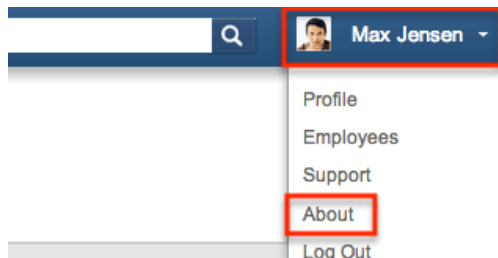 Max Jensen
Profile
Employees
Support
About
Log Out